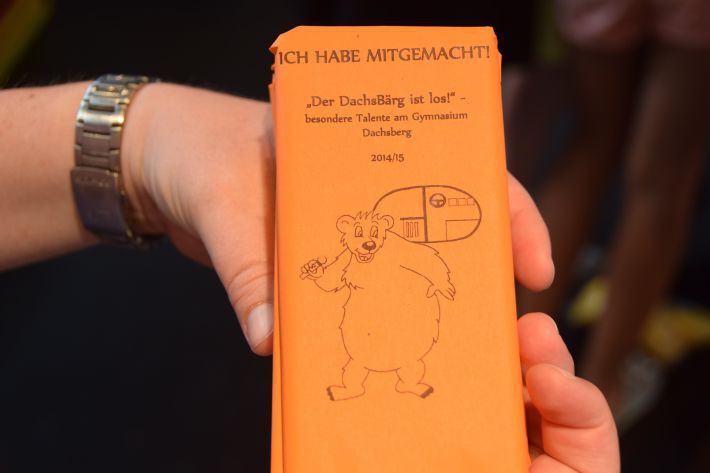 ICH HABE MITGEMACHT!
„Der DachsBärg ist los!“ -
besondere Talente am Gymnasium
Dachsberg
2014/15